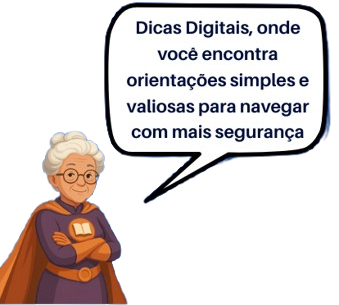 Dicas Digitais, onde
você encontra
orientações simples e
valiosas para navegar
com mais segurança